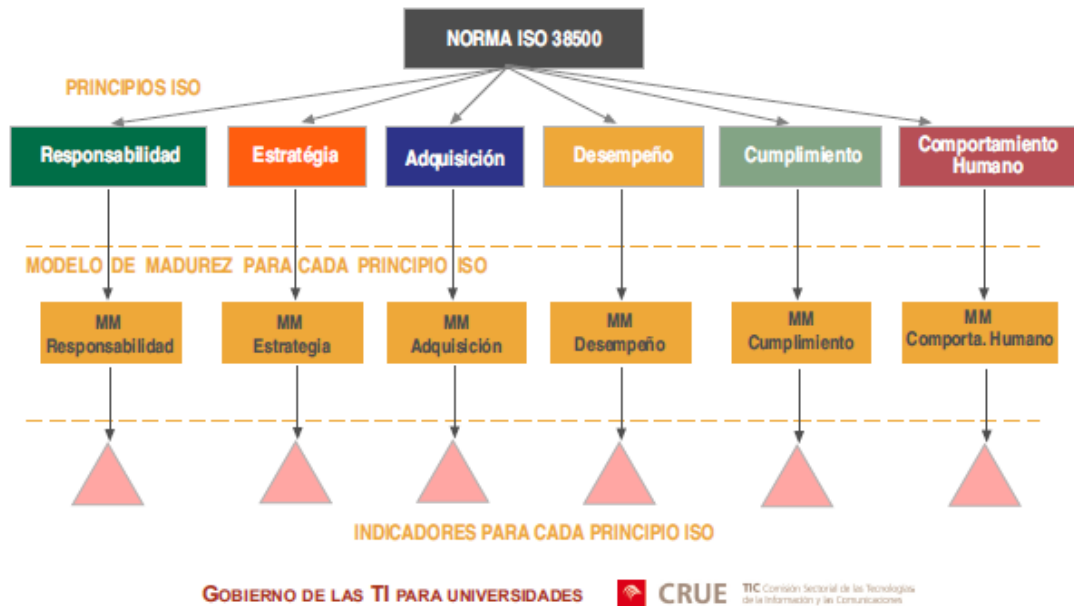 NORMA ISO 38500
PRINCIPIOS ISO
Responsabilidad
Estratégia
Adquisición
Desempeño
Cumplimiento
Comportamiento
Humano
MODELO DE MADUREZ PARA CADA PRINCIPIO ISO
MM
Responsabilidad
MM
Estrategia
MM
Adquisición
MM
Desempeño
MM
Cumplimiento
MM
Comporta. Humano
INDICADORES PARA CADA PRINCIPIO ISO
GOBIERNO DE LAS TI PARA UNIVERSIDADES
CRUE
TIC Comisión Sectorial de las Tecnologías
de la Información y las Comunicaciones